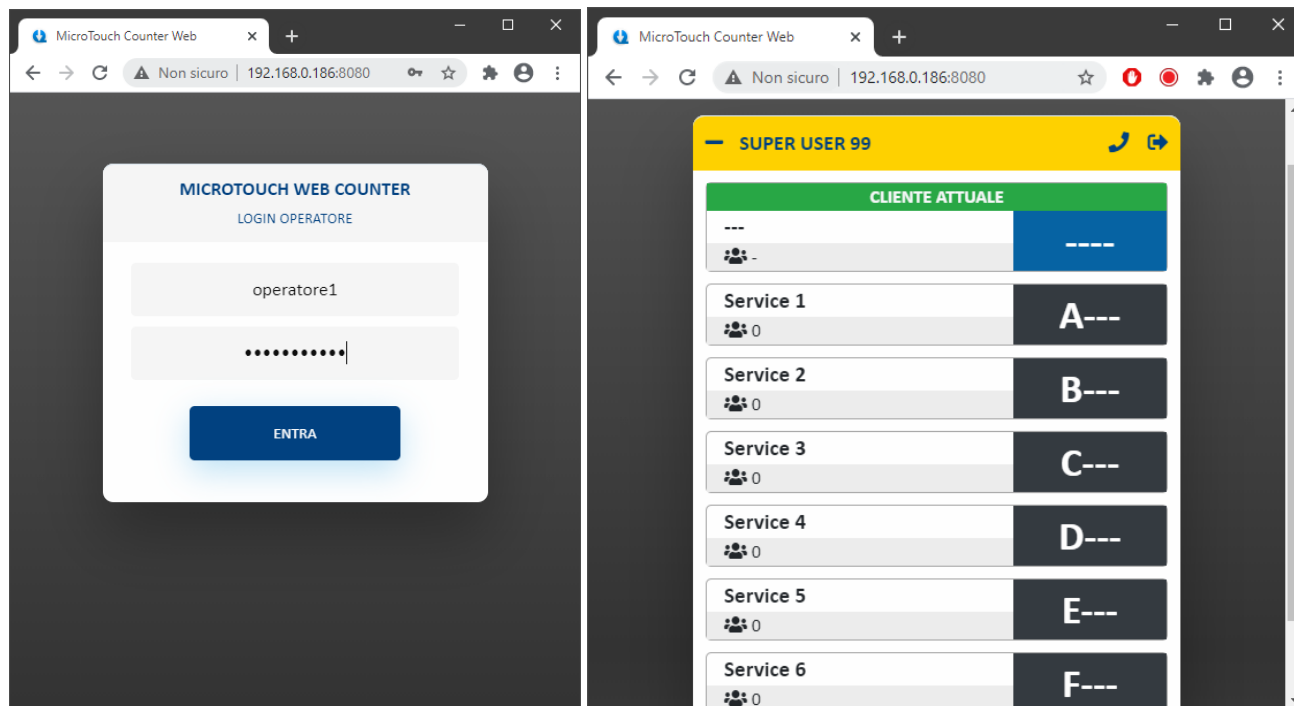 MicroTouch Counter Web
Non sicuro | 192.168.0.186:8080
MICROTOUCH WEB COUNTER
LOGIN OPERATORE
operatore1
•••••••••••
ENTRA
MicroTouch Counter Web
Non sicuro | 192.168.0.186:8080
SUPER USER 99
CLIENTE ATTUALE
---
----
-
Service 1
A---
0
Service 2
B---
0
Service 3
C---
0
Service 4
D---
0
Service 5
E---
0
Service 6
F---
0